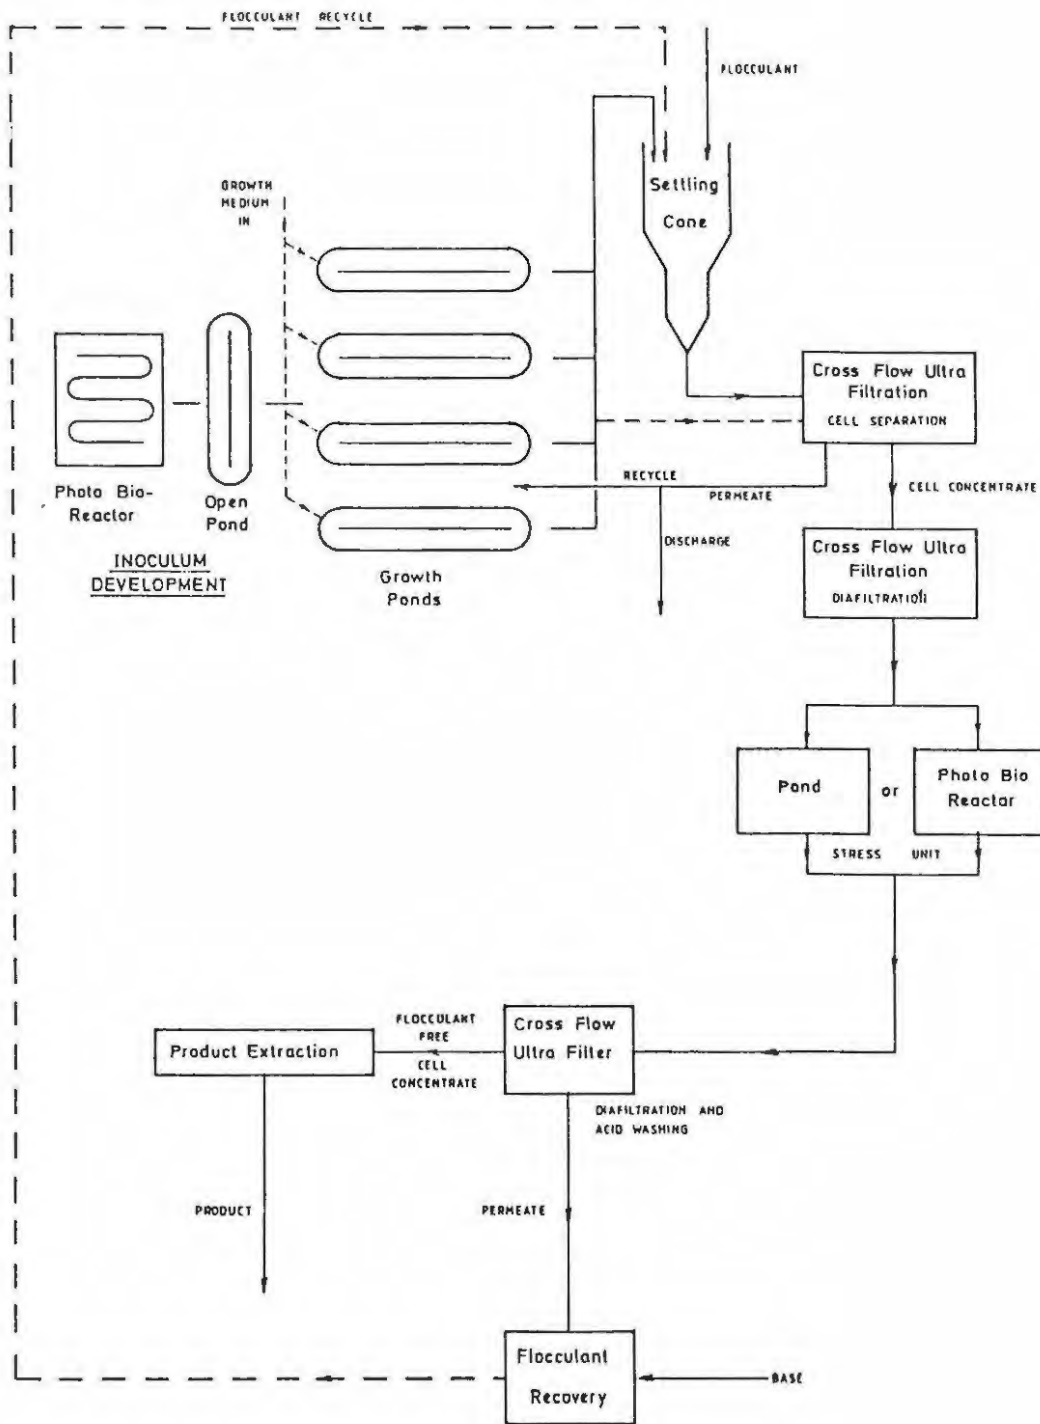 FLOCCULANT RECYCLE
FLOCCULANT
Settling
Cone
GROWTH
MEDIUM
IN
Cross Flow Ultra
Filtration
CELL SEPARATION
Photo Bio-
Reactor
Open
Pond
INOCULUM
DEVELOPMENT
Growth
Ponds
RECYCLE
PERMEATE
DISCHARGE
CELL CONCENTRATE
Cross Flow Ultra
Filtration
DIAFILTRATION
Pond
or
Photo Bio
Reactor
STRESS UNIT
Product Extraction
FLOCCULANT
FREE
CELL
CONCENTRATE
Cross Flow
Ultra Filter
DIAFILTRATION AND
ACID WASHING
PRODUCT
PERMEATE
Flocculant
Recovery
BASE